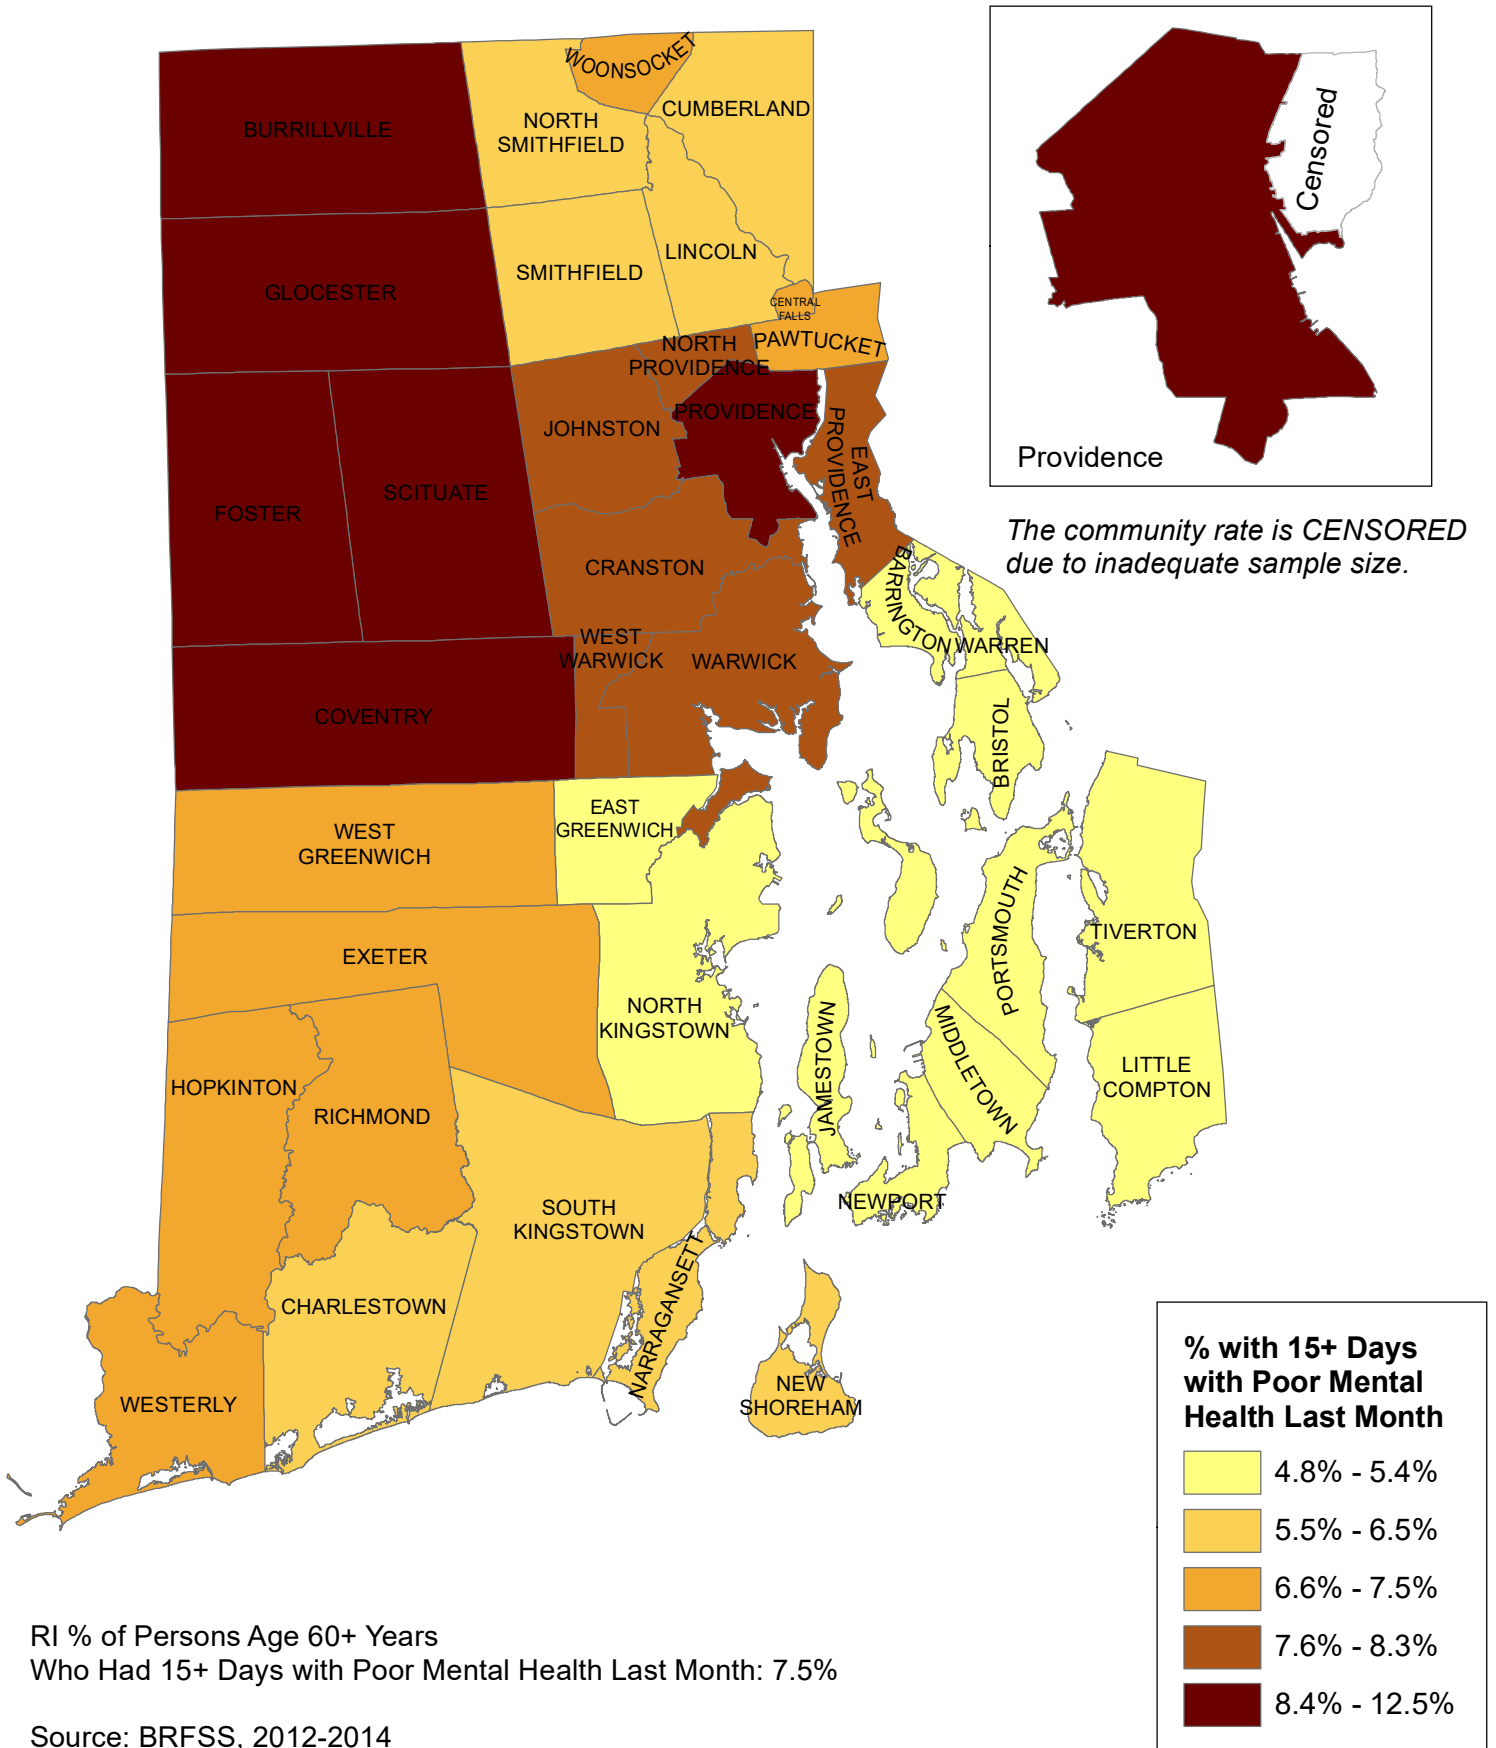 WOONSOCKET
CUMBERLAND
BURRILLVILLE
NORTH
SMITHFIELD
Censored
LINCOLN
SMITHFIELD
GLOCESTER
CENTRAL
FALLS
NORTH
PROVIDENCE
PAWTUCKET
PROVIDENCE
JOHNSTON
EAST
PROVIDENCE
Providence
SCITUATE
FOSTER
The community rate is CENSORED
due to inadequate sample size.
CRANSTON
BARRINGTON
WEST
WARWICK
WARWICK
WARREN
COVENTRY
BRISTOL
EAST
GREENWICH
WEST
GREENWICH
PORTSMOUTH
TIVERTON
EXETER
NORTH
KINGSTOWN
JAMESTOWN
MIDDLETOWN
LITTLE
COMPTON
HOPKINTON
RICHMOND
NEWPORT
SOUTH
KINGSTOWN
NARRAGANSETT
CHARLESTOWN
NEW
SHOREHAM
WESTERLY
% with 15+ Days
with Poor Mental
Health Last Month
4.8% - 5.4%
5.5% - 6.5%
6.6% - 7.5%
7.6% - 8.3%
8.4% - 12.5%
RI % of Persons Age 60+ Years
Who Had 15+ Days with Poor Mental Health Last Month: 7.5%
Source: BRFSS, 2012-2014